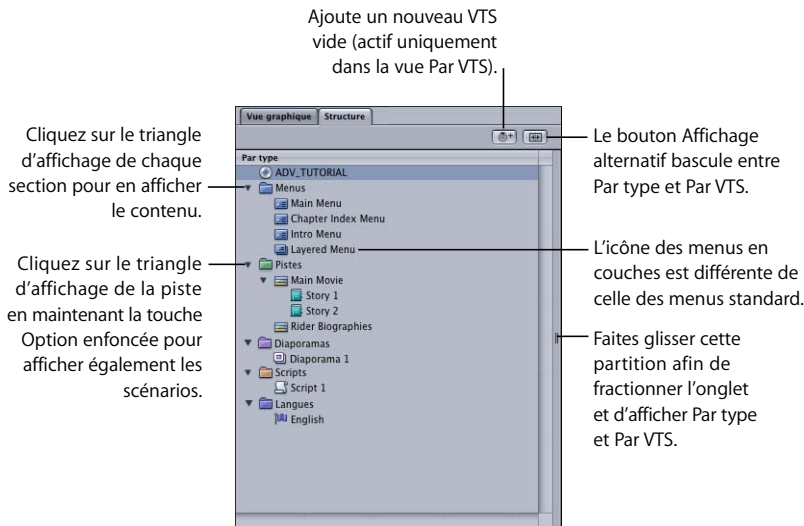 Ajoute un nouveau VTS
vide (actif uniquement
dans la vue Par VTS).
Cliquez sur le triangle
d’affichage de chaque
section pour en afficher
le contenu.
Cliquez sur le triangle
d’affichage de la piste
en maintenant la touche
Option enfoncée pour
afficher également les
scénarios.
Vue graphique
Structure
Par type
ADV_TUTORIAL
Menus
Main Menu
Chapter Index Menu
Intro Menu
Layered Menu
Pistes
Main Movie
Story 1
Story 2
Rider Biographies
Diaporamas
Diaporama 1
Scripts
Script 1
Langues
English
Le bouton Affichage
alternatif bascule entre
Par type et Par VTS.
L’icône des menus en
couches est différente de
celle des menus standard.
Faites glisser cette
partition afin de
fractionner l’onglet
et d’afficher Par type
et Par VTS.